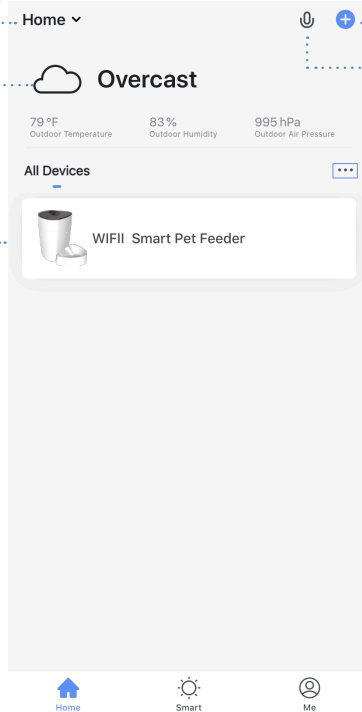 Home
Overcast
79 °F
Outdoor Temperature
83%
Outdoor Humidity
995 hPa
Outdoor Air Pressure
All Devices
WIFII Smart Pet Feeder
Home
Smart
Me